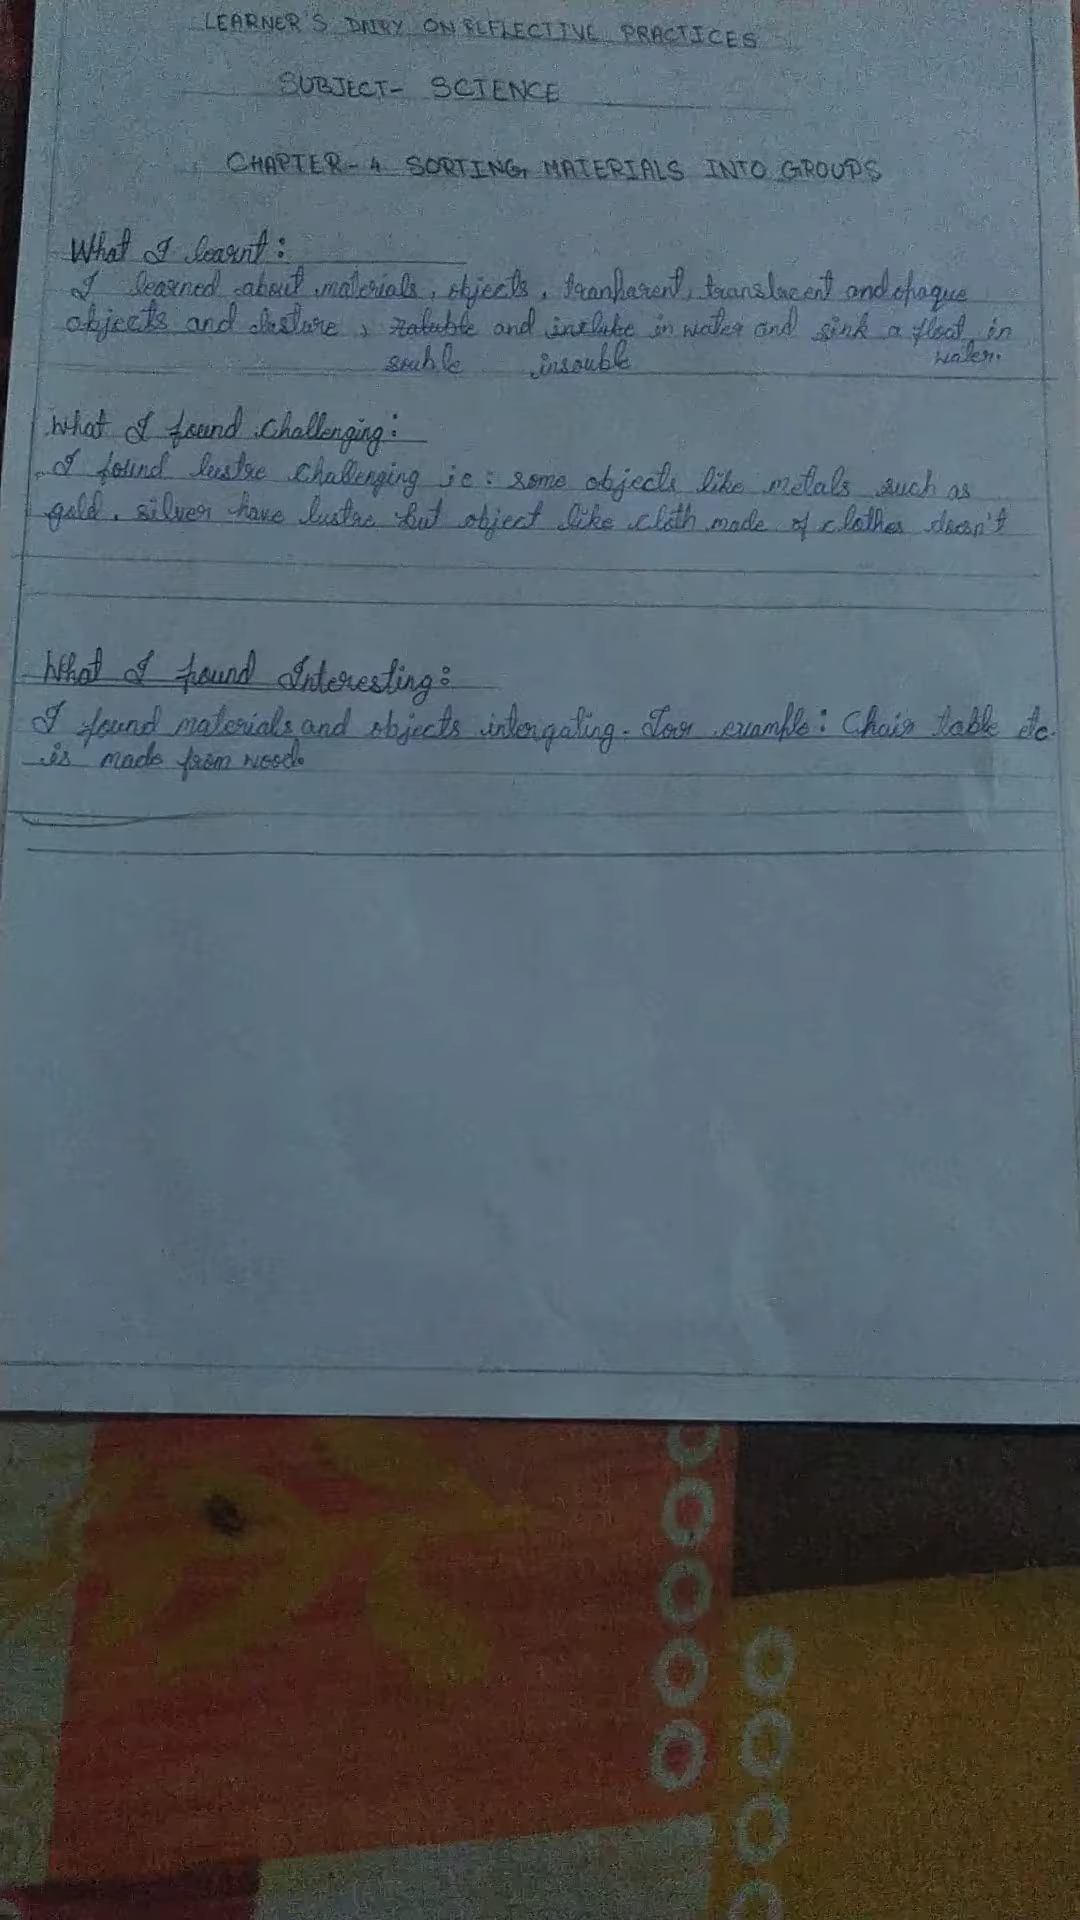 LEARNER'S DAIRY ON REFLECTIVE PRACTICES
SUBJECT- SCIENCE
CHAPTER-4 SORTING MATERIALS INTO GROUPS
What I learnt:
I learned about materials, objects, tranparent, translucent and opaque
objects and lusture, and in water and sink a float in
souble insouble water.
What I found challenging:
I found lustre challenging ie: some objects like metals such as
gold, silver have lustre but object like cloth made of clothes doesn't
What I found Interesting:
I found materials and objects intergating. For example: Chair table etc.
is made from wood.